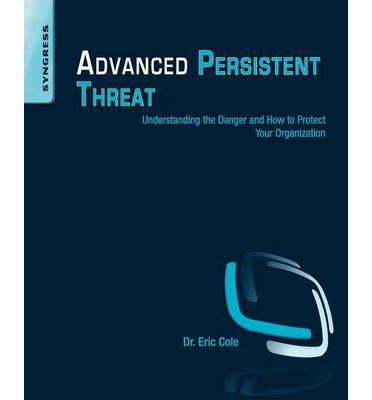 SYNGRESS
ADVANCED PERSISTENT
THREAT
Understanding the Danger and How to Protect
Your Organization
Dr. Eric Cole